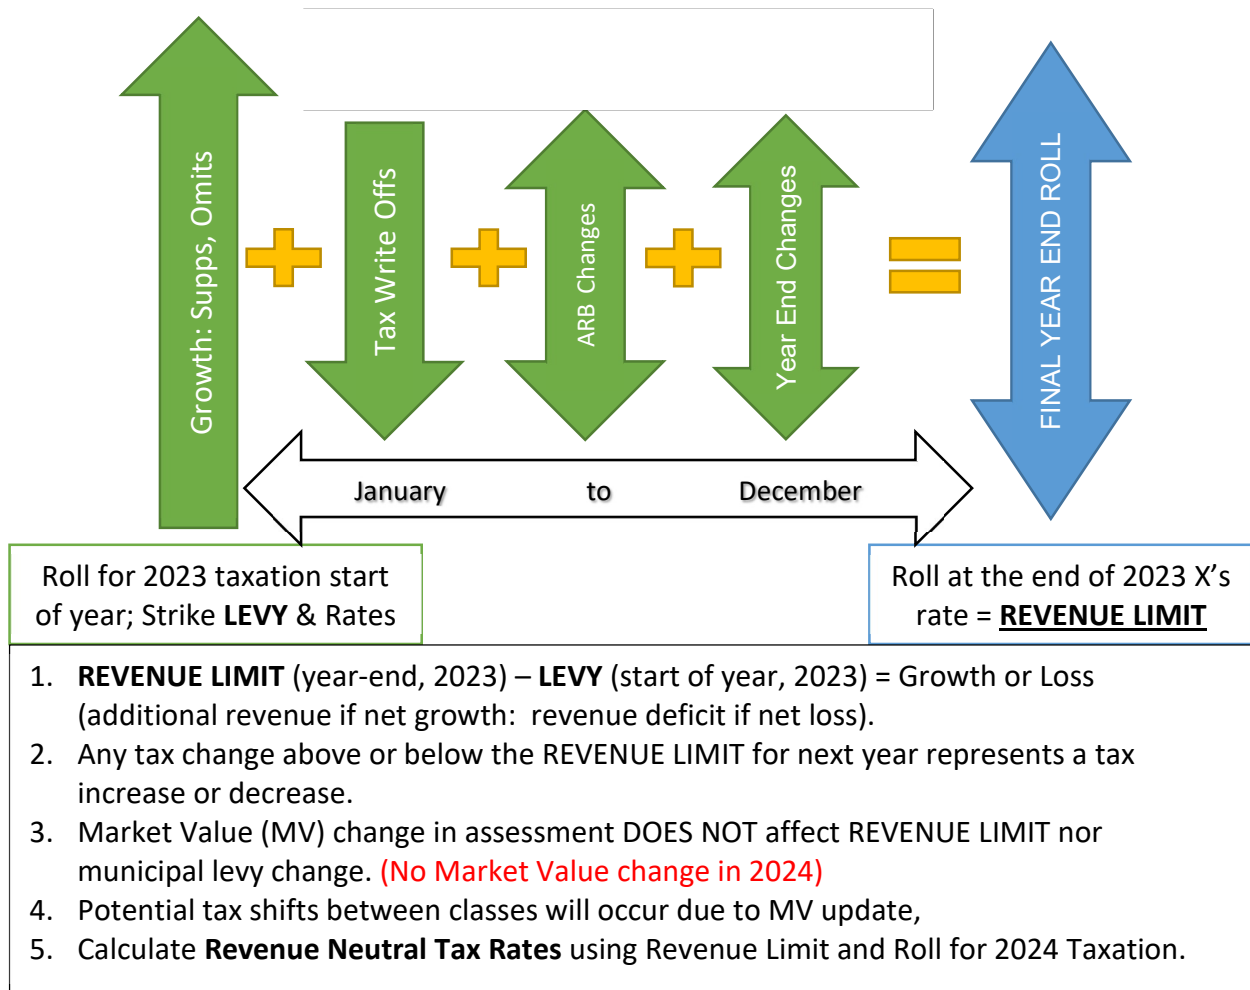 Growth: Supps, Omits
Tax Write Offs
ARB Changes
Year End Changes
FINAL YEAR END ROLL
January to December
Roll for 2023 taxation start
of year; Strike LEVY & Rates
Roll at the end of 2023 X's
rate = REVENUE LIMIT
1. REVENUE LIMIT (year-end, 2023) – LEVY (start of year, 2023) = Growth or Loss
(additional revenue if net growth: revenue deficit if net loss).
2. Any tax change above or below the REVENUE LIMIT for next year represents a tax
increase or decrease.
3. Market Value (MV) change in assessment DOES NOT affect REVENUE LIMIT nor
municipal levy change. (No Market Value change in 2024)
4. Potential tax shifts between classes will occur due to MV update,
5. Calculate Revenue Neutral Tax Rates using Revenue Limit and Roll for 2024 Taxation.